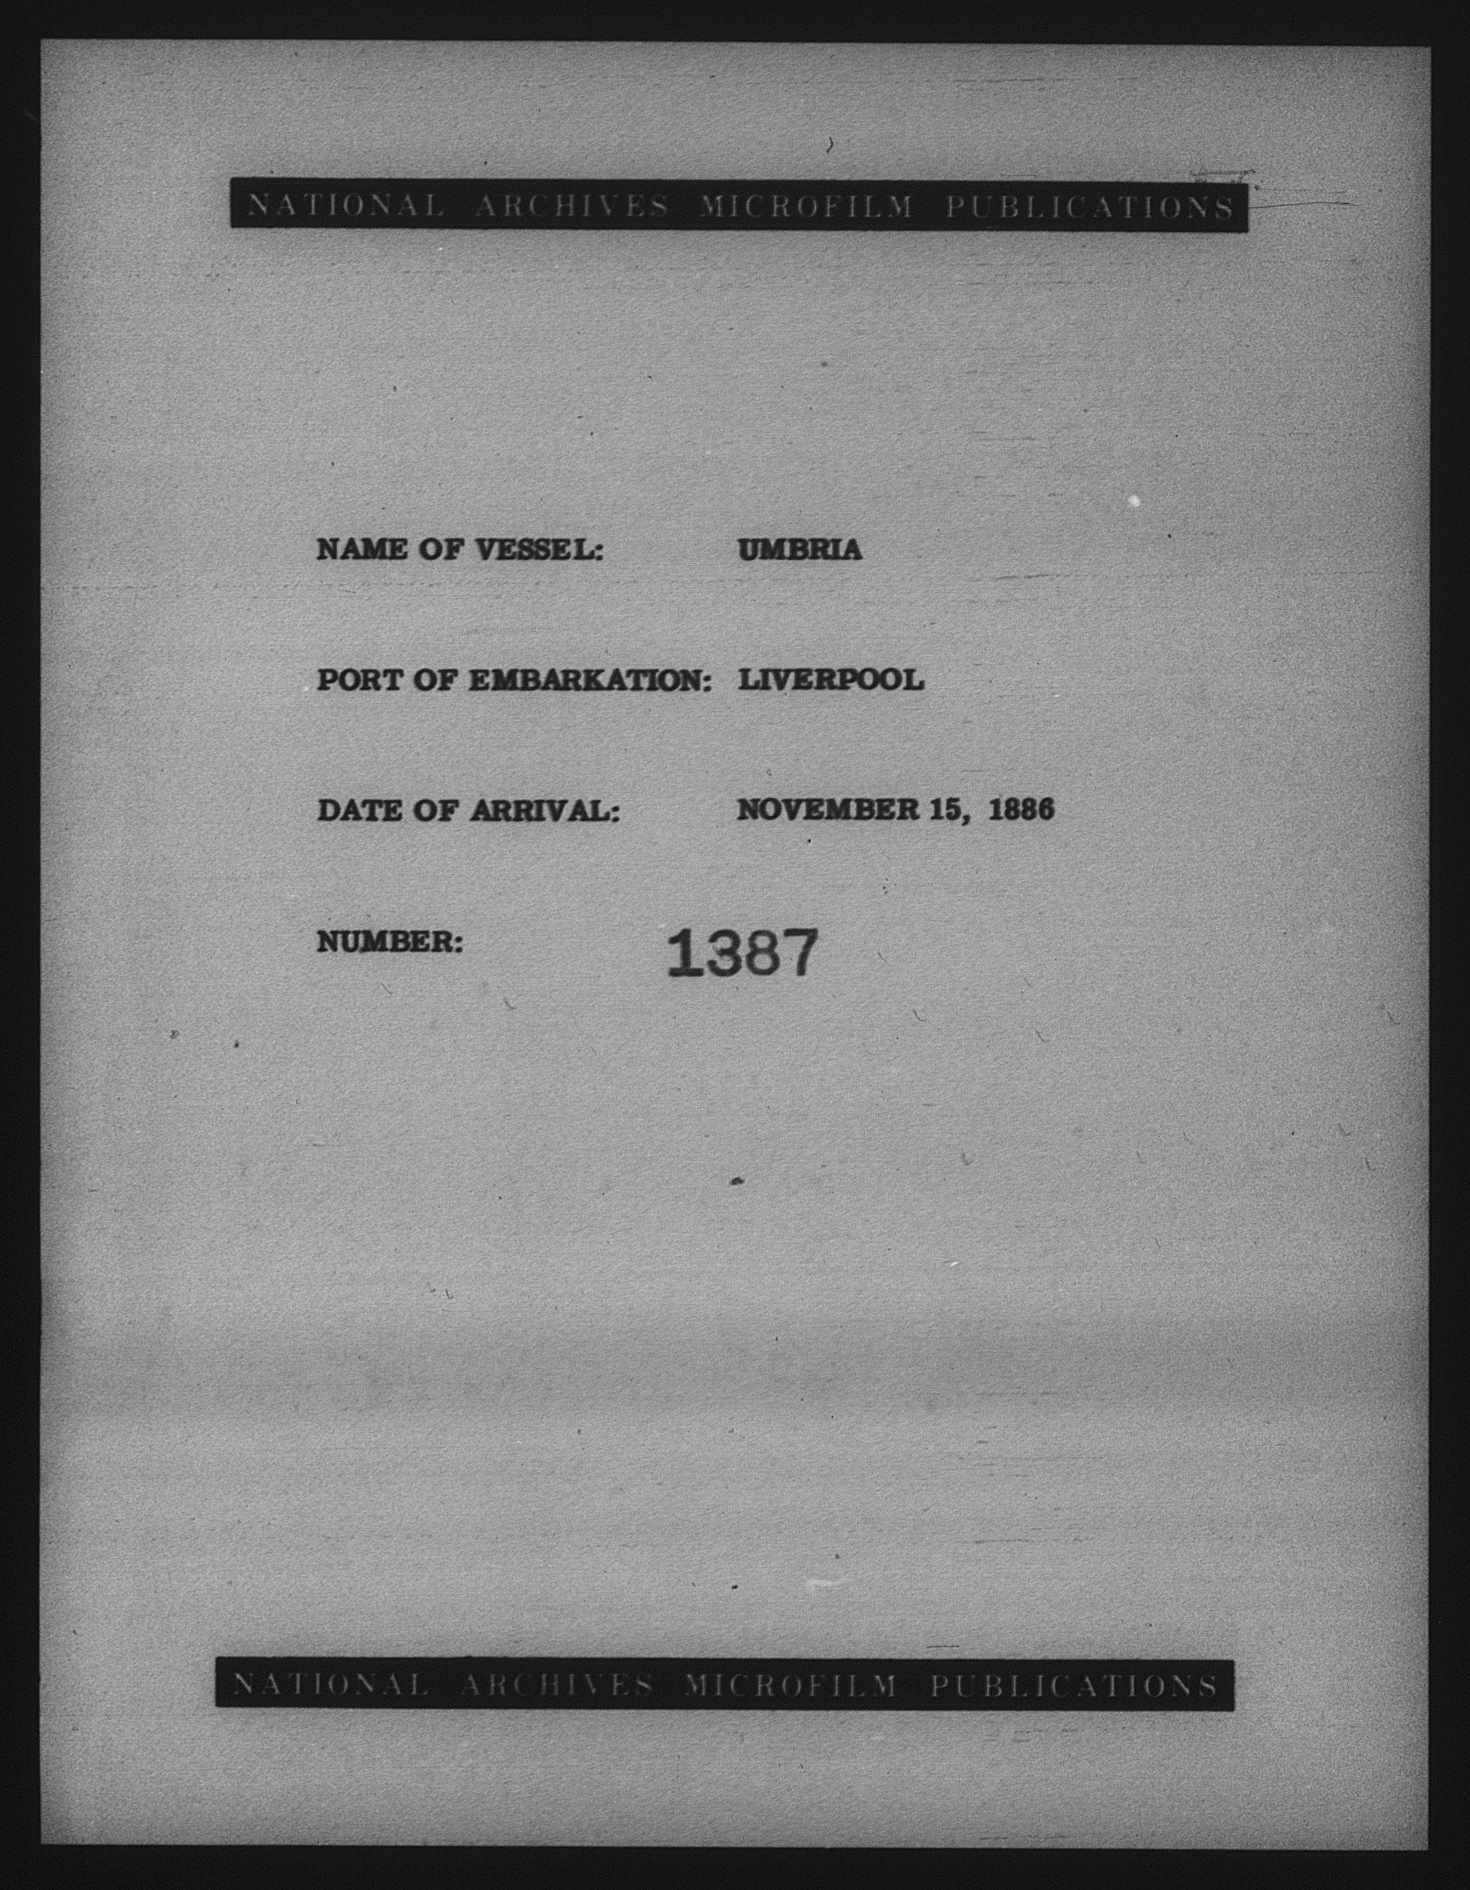 NATIONAL ARCHIVES MICROFILM PUBLICATIONS
NAME OF VESSEL: UMBRIA
PORT OF EMBARKATION: LIVERPOOL
DATE OF ARRIVAL: NOVEMBER 15, 1886
NUMBER: 1387
NATIONAL ARCHIVES MICROFILM PUBLICATIONS